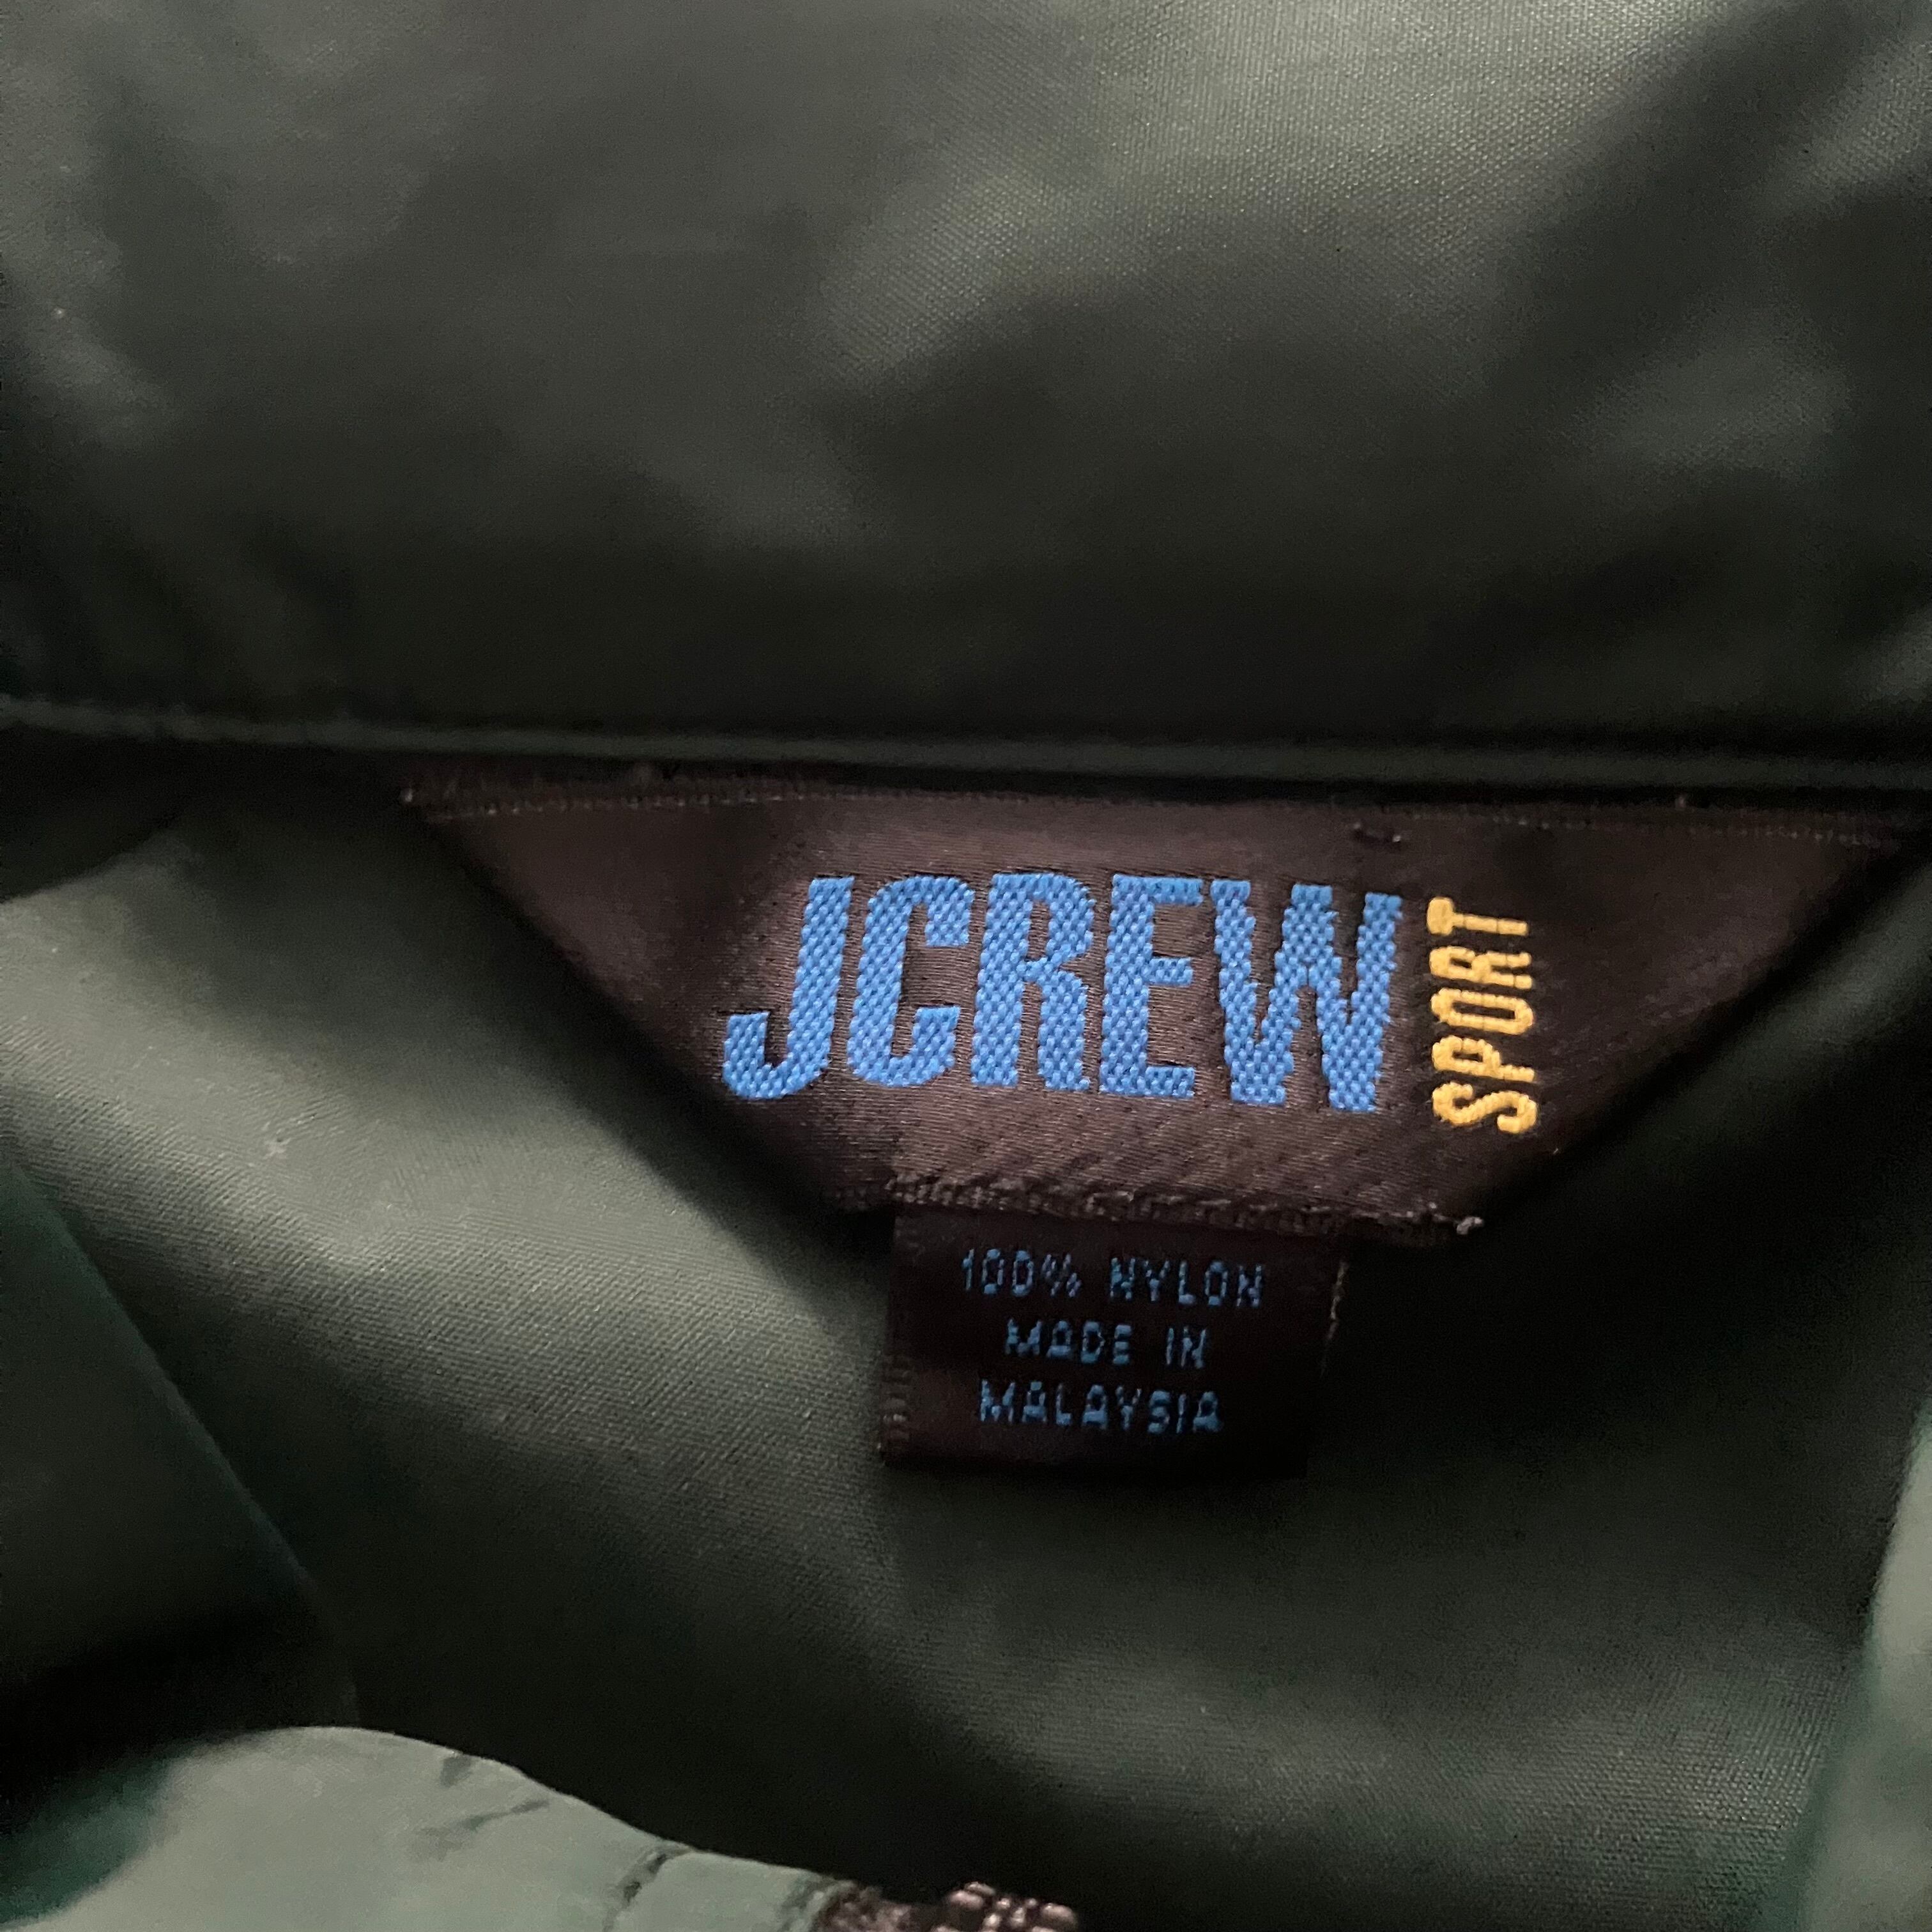 JCREW
SPORT
100% NYLON
MADE IN
MALAYSIA